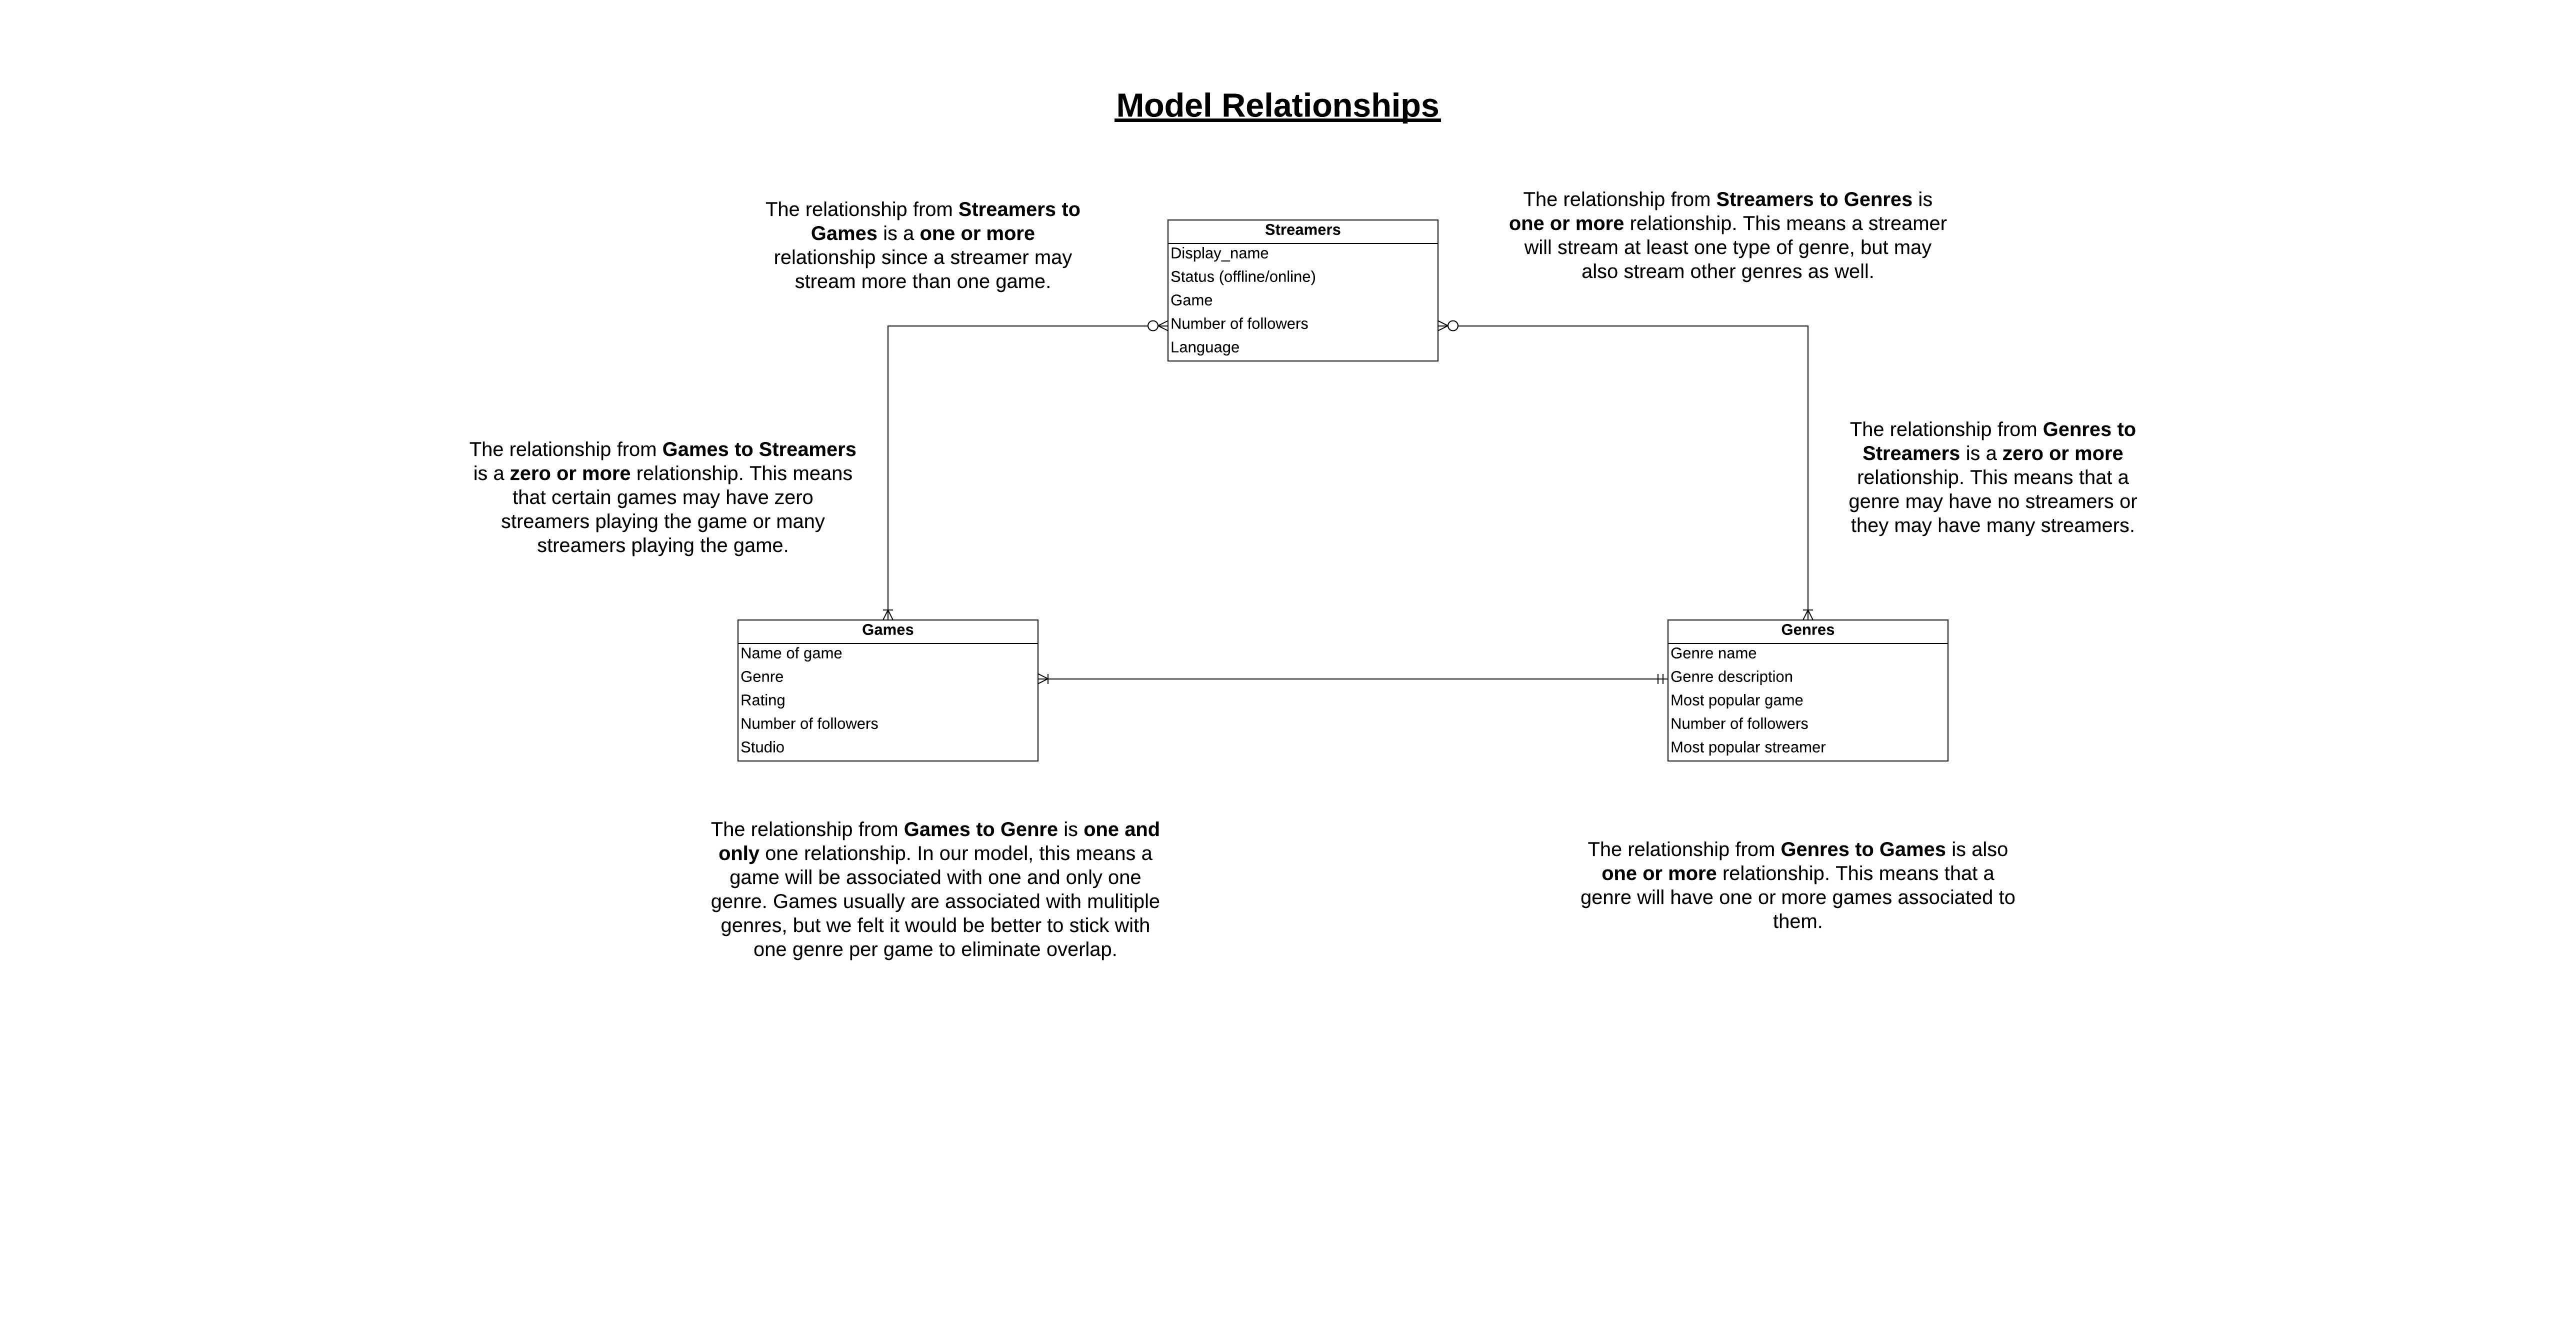 Model Relationships
The relationship from Streamers to
Games is a one or more
relationship since a streamer may
stream more than one game.
Streamers
Display_name
Status (offline/online)
Game
Number of followers
Language
The relationship from Streamers to Genres is
one or more relationship. This means a streamer
will stream at least one type of genre, but may
also stream other genres as well.
The relationship from Games to Streamers
is a zero or more relationship. This means
that certain games may have zero
streamers playing the game or many
streamers playing the game.
The relationship from Genres to
Streamers is a zero or more
relationship. This means that a
genre may have no streamers or
they may have many streamers.
Games
Name of game
Genre
Rating
Number of followers
Studio
Genres
Genre name
Genre description
Most popular game
Number of followers
Most popular streamer
The relationship from Games to Genre is one and
only one relationship. In our model, this means a
game will be associated with one and only one
genre. Games usually are associated with mulitiple
genres, but we felt it would be better to stick with
one genre per game to eliminate overlap.
The relationship from Genres to Games is also
one or more relationship. This means that a
genre will have one or more games associated to
them.